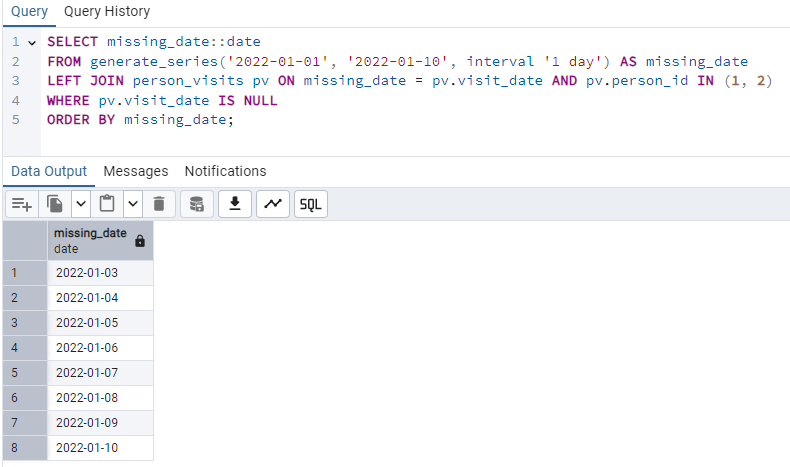 Query Query History
1 SELECT missing_date::date
2 FROM generate_series('2022-01-01', '2022-01-10', interval '1 day') AS missing_date
3 LEFT JOIN person_visits pv ON missing_date = pv.visit_date AND pv.person_id IN (1, 2)
4 WHERE pv.visit_date IS NULL
5 ORDER BY missing_date;
Data Output Messages Notifications
SQL
missing_date
date
1 2022-01-03
2 2022-01-04
3 2022-01-05
4 2022-01-06
5 2022-01-07
6 2022-01-08
7 2022-01-09
8 2022-01-10